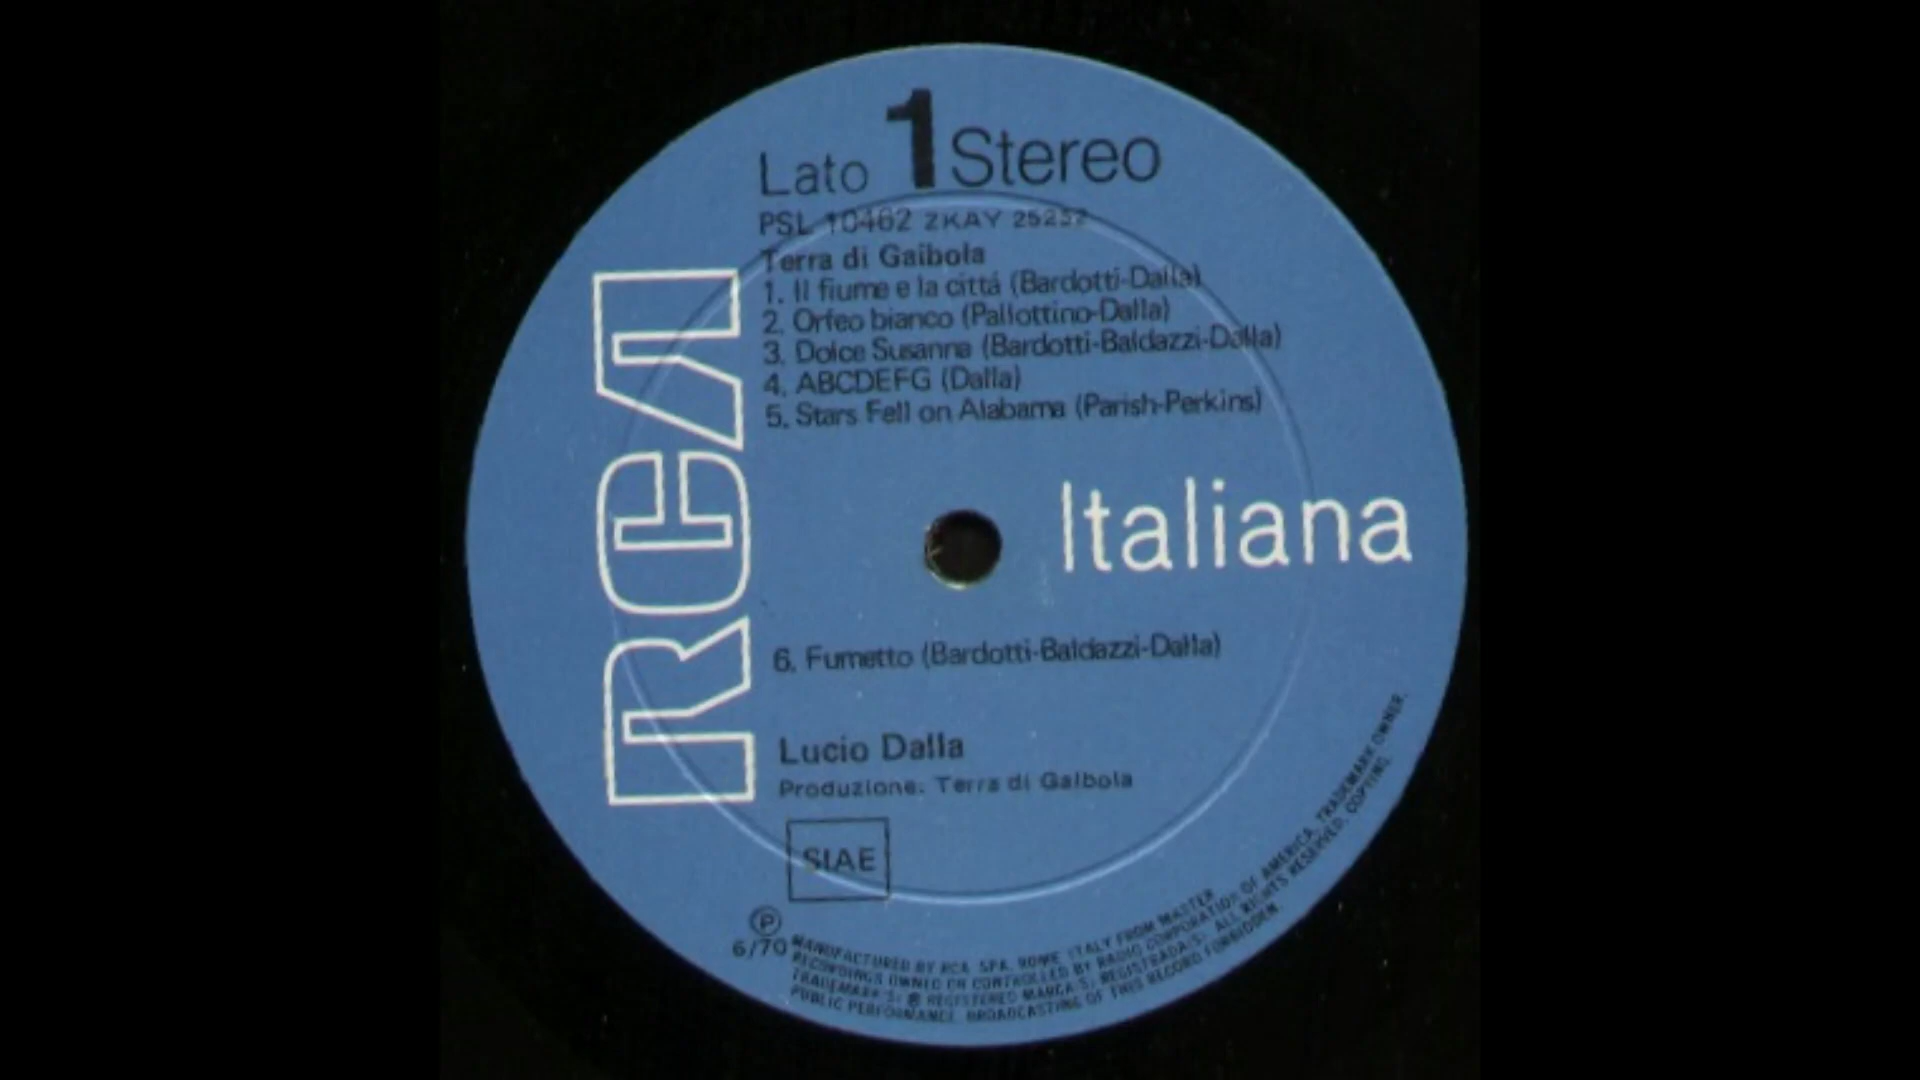 Lato 1 Stereo
PSL 10462 ZKAY 25252
Terra di Gaibola
1. Il fiume e la cittá (Bardotti-Dalla)
2. Orfeo bianco (Pallottino-Dalla)
3. Dolce Susanna (Bardotti-Baldazzi-Dalla)
4. ABCDEFG (Dalla)
5. Stars Fell on Alabama (Parish-Perkins)
RCA
Italiana
6. Fumetto (Bardotti-Baldazzi-Dalla)
Lucio Dalla
Produzione: Terra di Gaibola
SIAE
Ⓟ
6/70
MANUFACTURED BY RCA SPA, ROME ITALY FROM MASTER
RECORDINGS OWNED OR CONTROLLED BY RADIO CORPORATION OF AMERICA, TRADEMARK OWNER.
TRADEMARK(S) ® REGISTERED MARCA(S) REGISTRADA(S). ALL RIGHTS RESERVED, COPYING
PUBLIC PERFORMANCE, BROADCASTING OF THIS RECORD FORBIDDEN